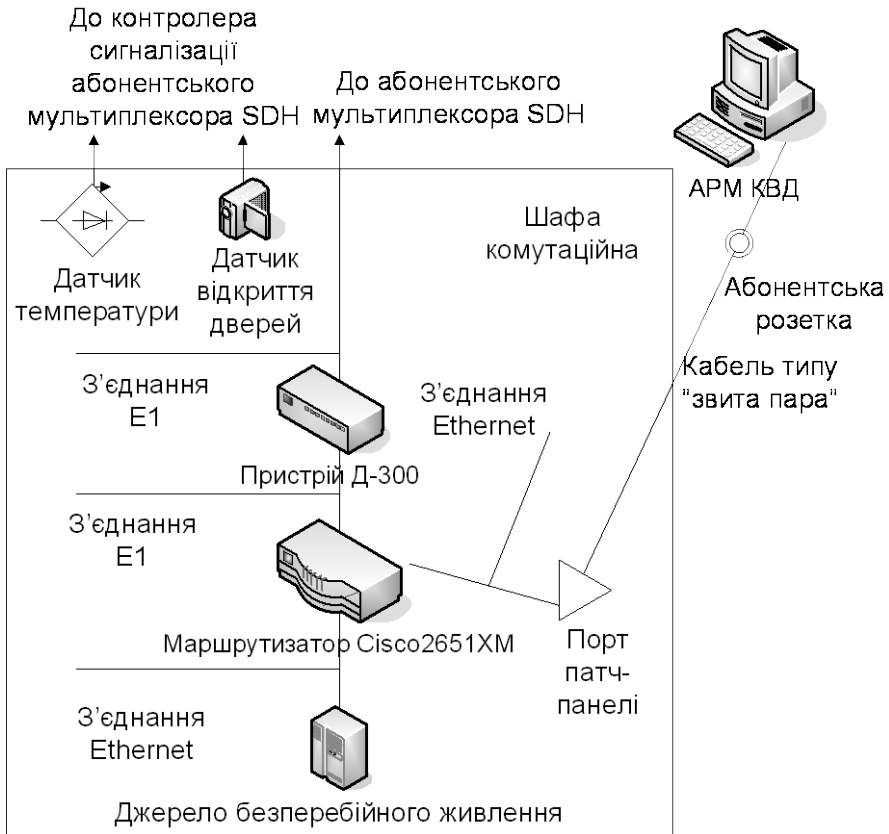 До контролера
сигналізації
абонентського
мультиплексора SDH
До абонентського
мультиплексора SDH
АРМ КВД
Шафа
комутаційна
Датчик
температури
Датчик
відкриття
дверей
Абонентська
розетка
З’єднання
E1
З’єднання
Ethernet
Кабель типу
“звита пара“
Пристрій Д-300
З’єднання
E1
Маршрутизатор Cisco2651XM
Порт
патч-
панелі
З’єднання
Ethernet
Джерело безперебійного живлення